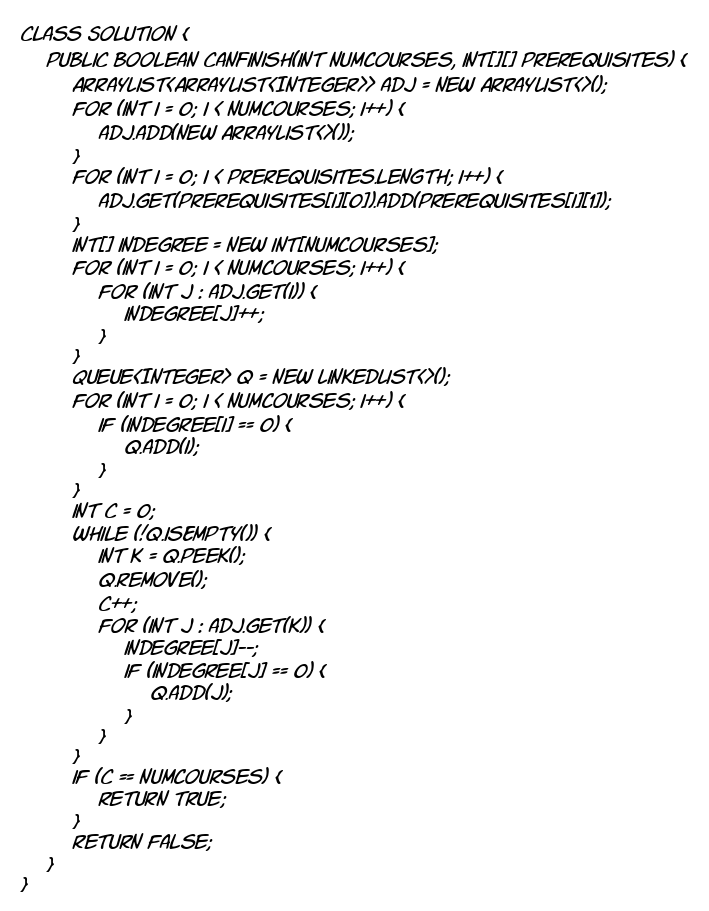 CLASS SOLUTION {
PUBLIC BOOLEAN CANFINISH(INT NUMCOURSES, INT[][] PREREQUISITES) {
ARRAYLIST<ARRAYLIST<INTEGER>> ADJ = NEW ARRAYLIST<>();
FOR (INT I = 0; I < NUMCOURSES; I++) {
ADJ.ADD(NEW ARRAYLIST<>());
}
FOR (INT I = 0; I < PREREQUISITES.LENGTH; I++) {
ADJ.GET(PREREQUISITES[I][0]).ADD(PREREQUISITES[I][1]);
}
INT[] INDEGREE = NEW INT[NUMCOURSES];
FOR (INT I = 0; I < NUMCOURSES; I++) {
FOR (INT J : ADJ.GET(I)) {
INDEGREE[J]++;
}
}
QUEUE<INTEGER> Q = NEW LINKEDLIST<>();
FOR (INT I = 0; I < NUMCOURSES; I++) {
IF (INDEGREE[I] == 0) {
Q.ADD(I);
}
}
INT C = 0;
WHILE (!Q.ISEMPTY()) {
INT K = Q.PEEK();
Q.REMOVE();
C++;
FOR (INT J : ADJ.GET(K)) {
INDEGREE[J]--;
IF (INDEGREE[J] == 0) {
Q.ADD(J);
}
}
}
IF (C == NUMCOURSES) {
RETURN TRUE;
}
RETURN FALSE;
}
}